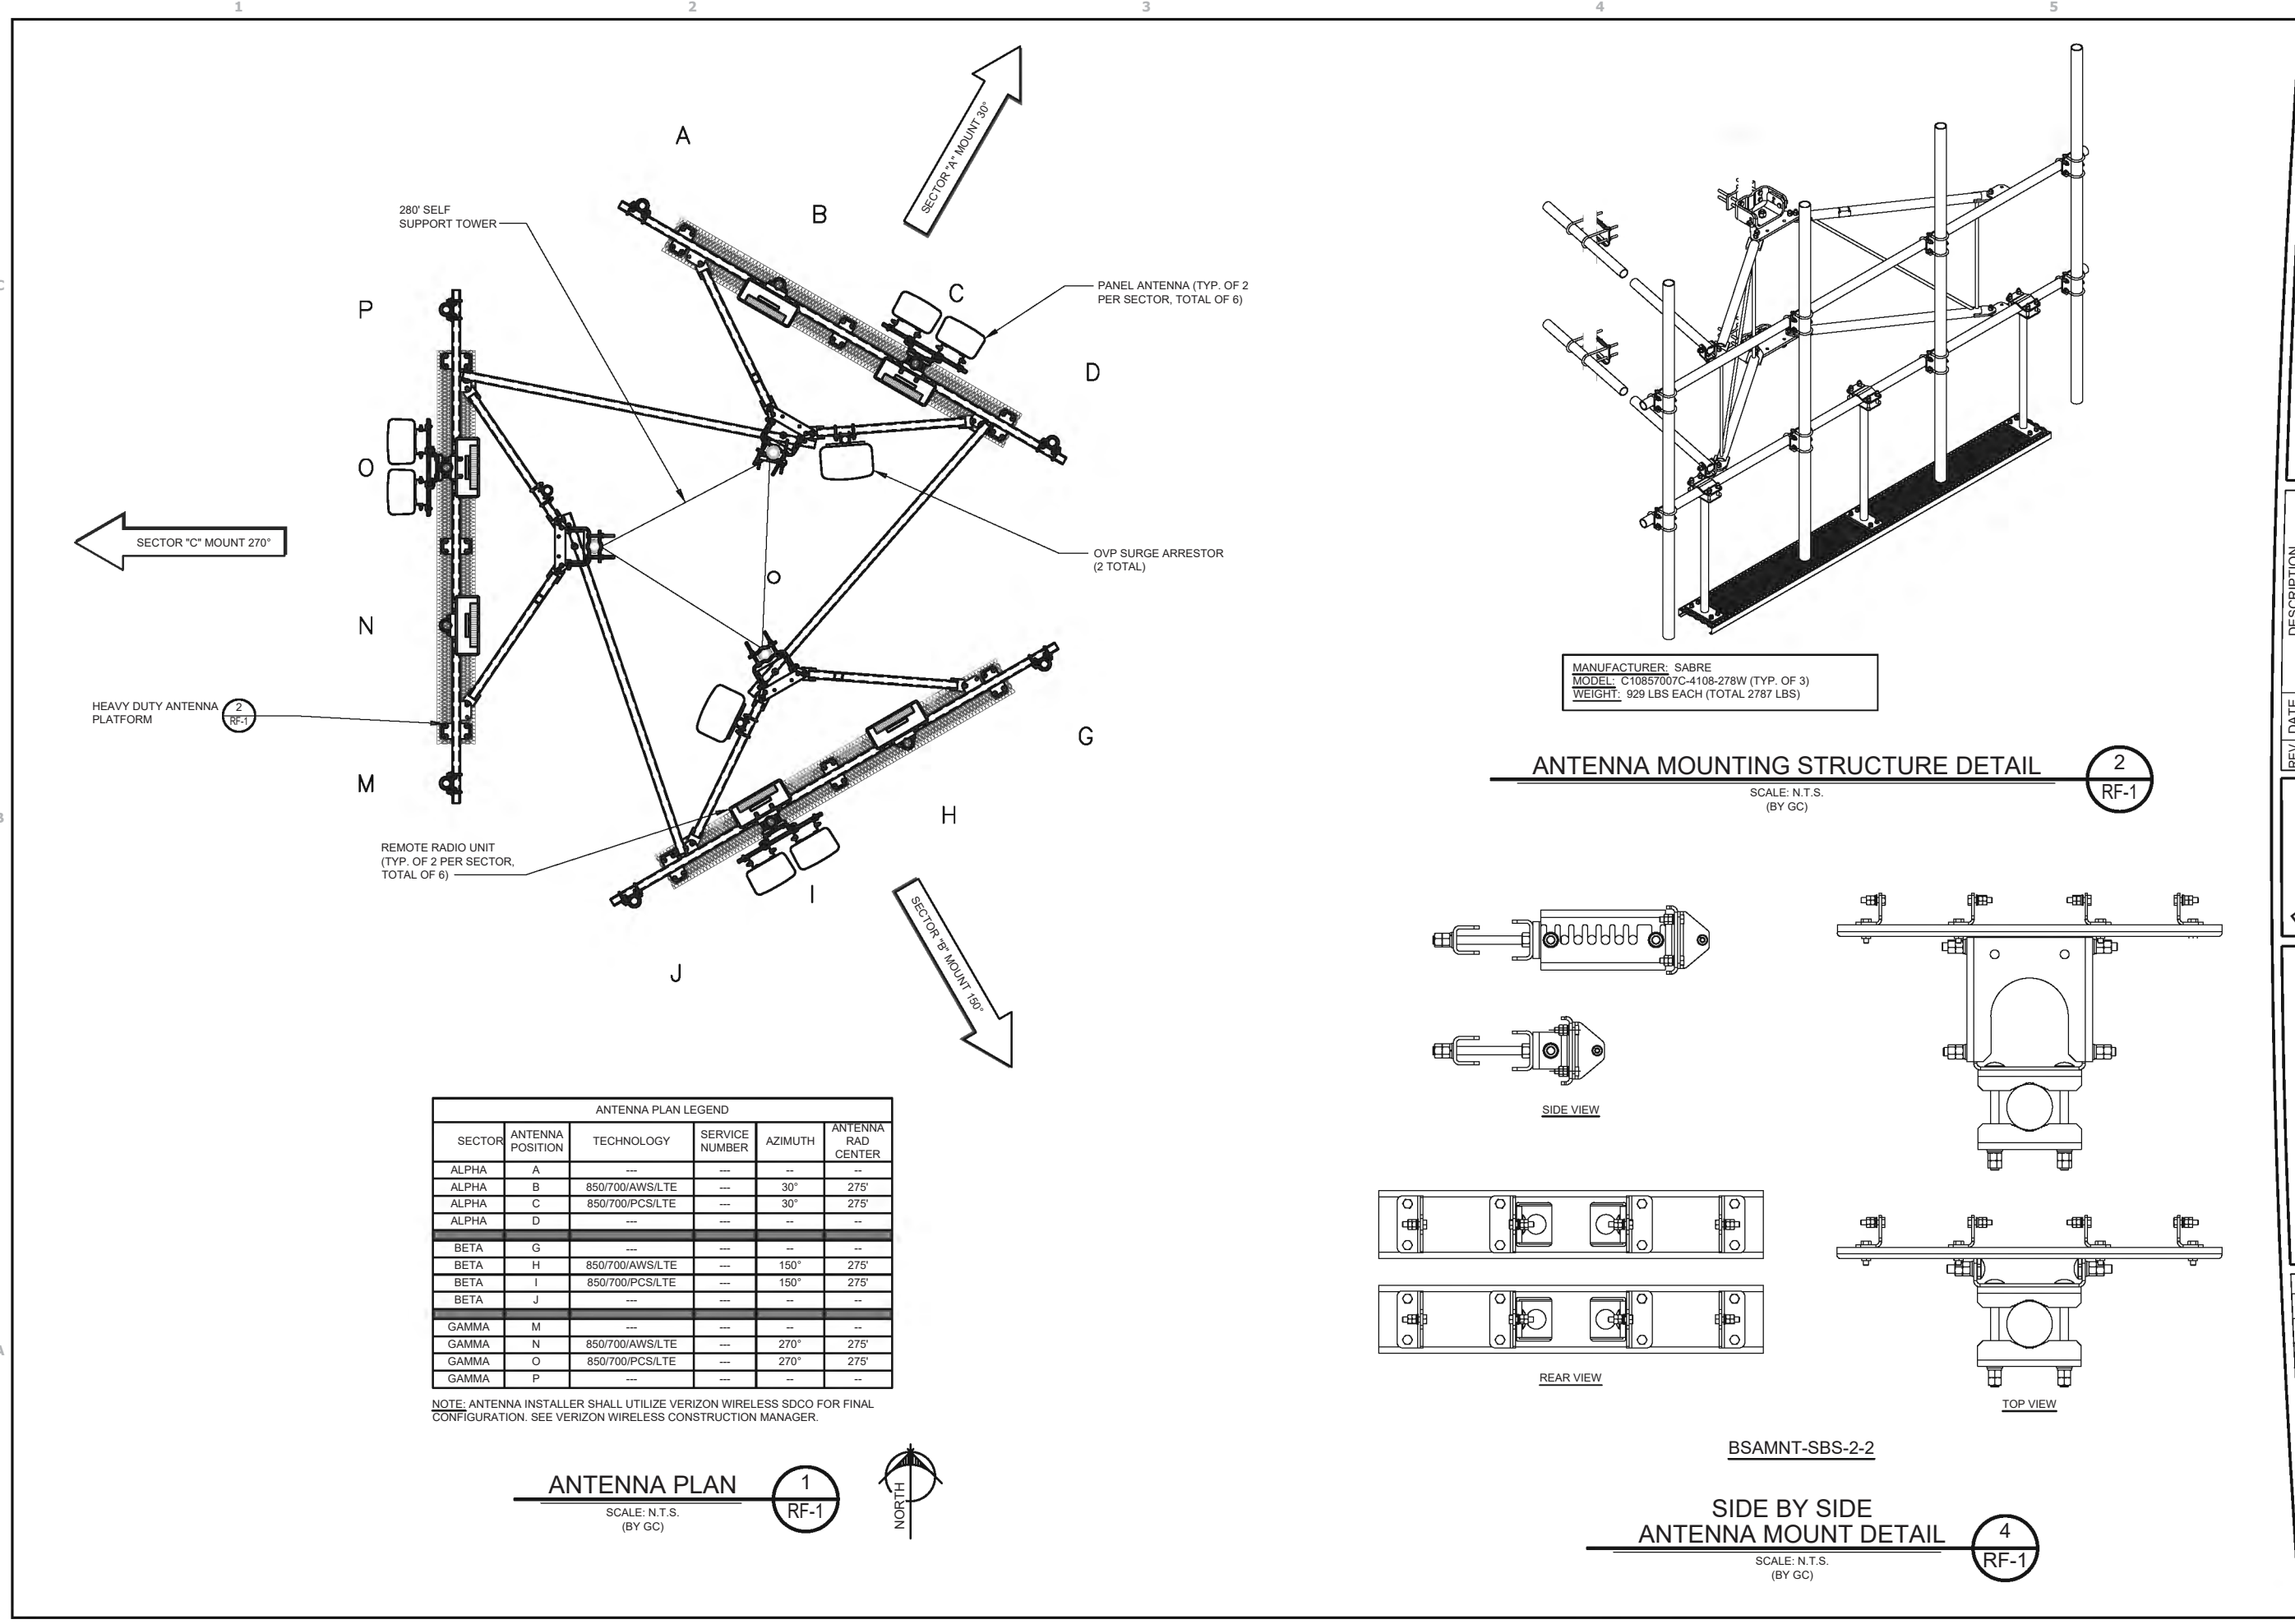 1 2 3 4 5
C
B
A
A
B
C
D
G
H
I
J
M
N
O
P
SECTOR "A" MOUNT 30°
280' SELF
SUPPORT TOWER
PANEL ANTENNA (TYP. OF 2
PER SECTOR, TOTAL OF 6)
OVP SURGE ARRESTOR
(2 TOTAL)
SECTOR "C" MOUNT 270°
HEAVY DUTY ANTENNA
PLATFORM
2
RF-1
REMOTE RADIO UNIT
(TYP. OF 2 PER SECTOR,
TOTAL OF 6)
SECTOR "B" MOUNT 150°
ANTENNA PLAN LEGEND
SECTOR ANTENNA POSITION TECHNOLOGY SERVICE NUMBER AZIMUTH ANTENNA RAD CENTER
ALPHA A --- --- -- --
ALPHA B 850/700/AWS/LTE --- 30° 275'
ALPHA C 850/700/PCS/LTE --- 30° 275'
ALPHA D --- --- -- --
BETA G --- --- -- --
BETA H 850/700/AWS/LTE --- 150° 275'
BETA I 850/700/PCS/LTE --- 150° 275'
BETA J --- --- -- --
GAMMA M --- --- -- --
GAMMA N 850/700/AWS/LTE --- 270° 275'
GAMMA O 850/700/PCS/LTE --- 270° 275'
GAMMA P --- --- -- --
NOTE: ANTENNA INSTALLER SHALL UTILIZE VERIZON WIRELESS SDCO FOR FINAL
CONFIGURATION. SEE VERIZON WIRELESS CONSTRUCTION MANAGER.
ANTENNA PLAN
1
RF-1
SCALE: N.T.S.
(BY GC)
NORTH
MANUFACTURER: SABRE
MODEL: C10857007C-4108-278W (TYP. OF 3)
WEIGHT: 929 LBS EACH (TOTAL 2787 LBS)
ANTENNA MOUNTING STRUCTURE DETAIL
2
RF-1
SCALE: N.T.S.
(BY GC)
SIDE VIEW
REAR VIEW
TOP VIEW
BSAMNT-SBS-2-2
SIDE BY SIDE
ANTENNA MOUNT DETAIL
4
RF-1
SCALE: N.T.S.
(BY GC)
DESCRIPTION
DATE
REV